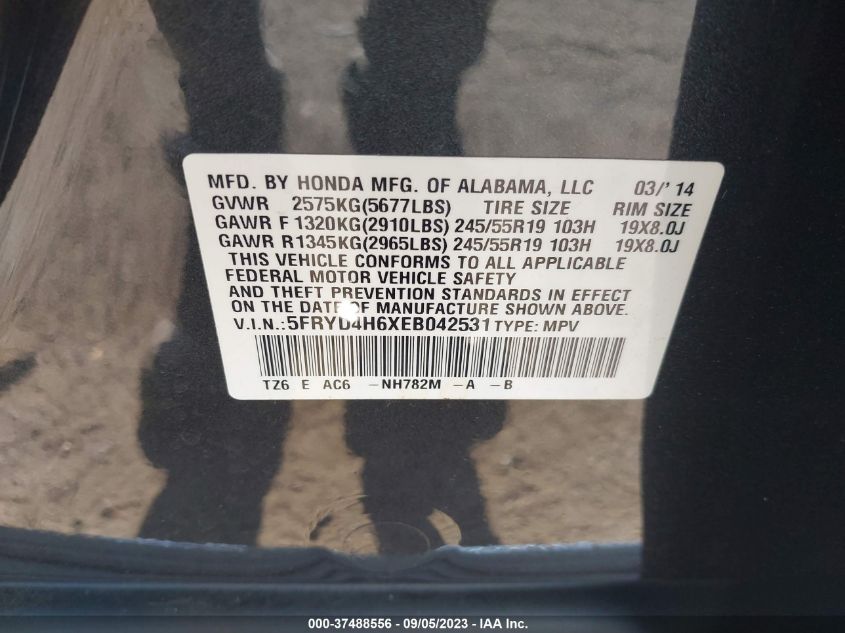 MFD. BY HONDA MFG. OF ALABAMA, LLC 03/'14
GVWR 2575KG(5677LBS) TIRE SIZE RIM SIZE
GAWR F 1320KG(2910LBS) 245/55R19 103H 19X8.0J
GAWR R1345KG(2965LBS) 245/55R19 103H 19X8.0J
THIS VEHICLE CONFORMS TO ALL APPLICABLE
FEDERAL MOTOR VEHICLE SAFETY
AND THEFT PREVENTION STANDARDS IN EFFECT
ON THE DATE OF MANUFACTURE SHOWN ABOVE.
V.I.N.:5FRYD4H6XEB042531 TYPE: MPV
TZ6 E AC6 -NH782M -A -B
000-37488556 - 09/05/2023 - IAA Inc.